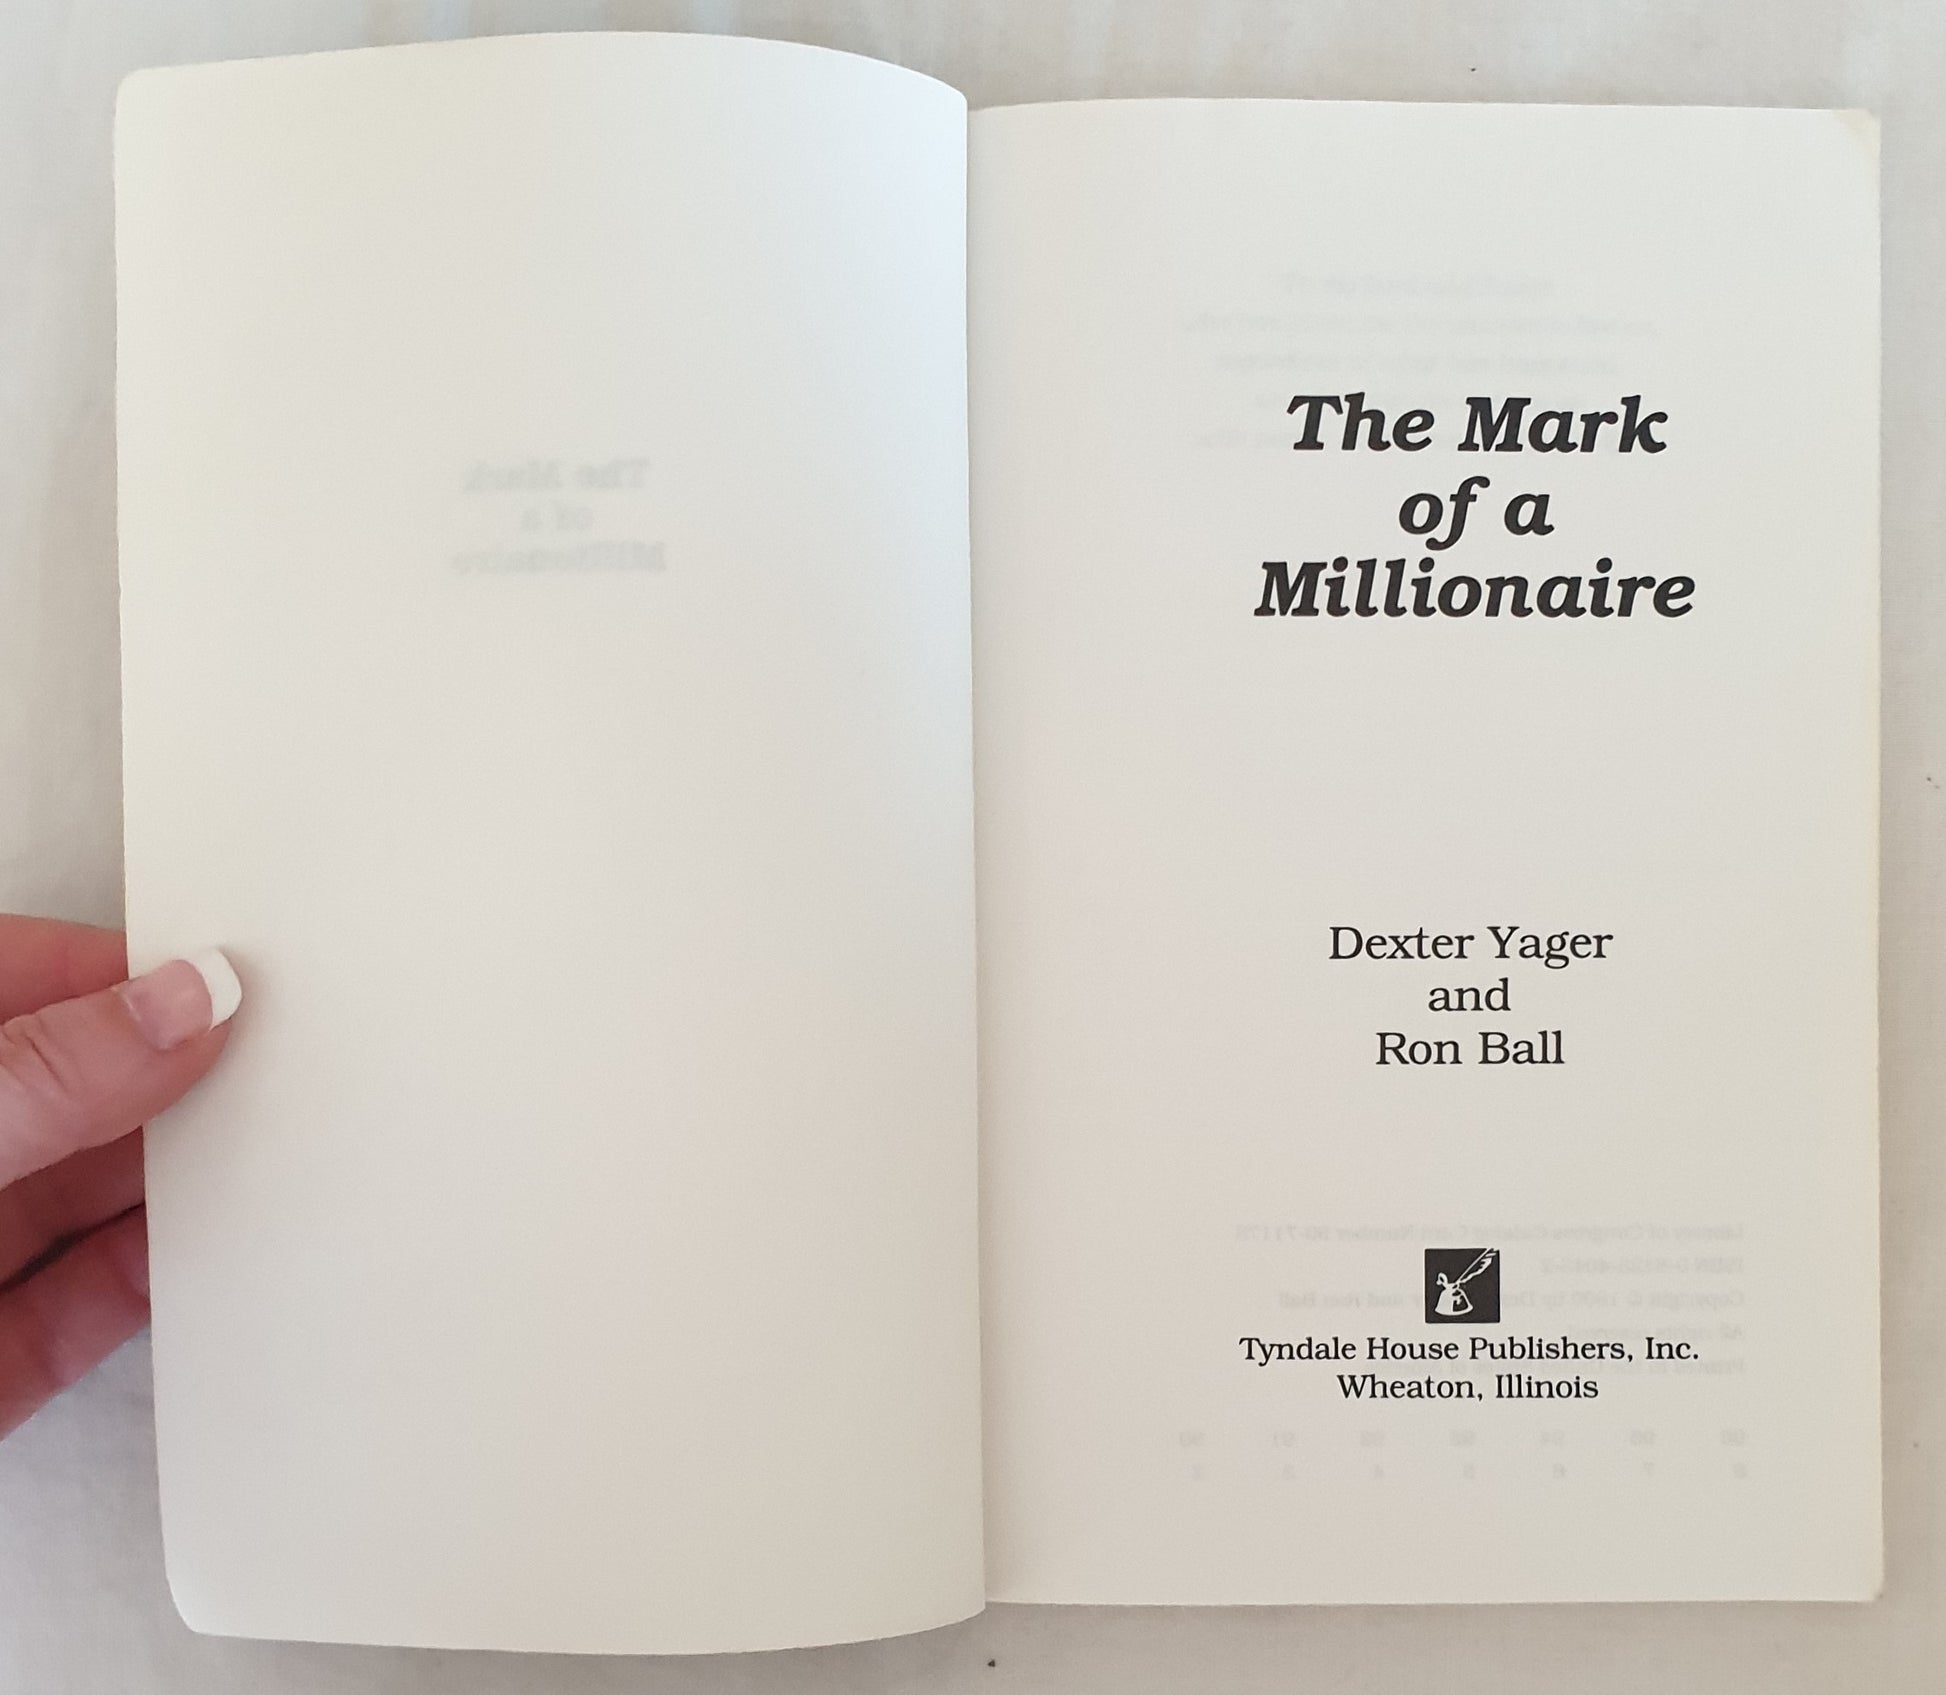 The Mark
of a
Millionaire
Dexter Yager
and
Ron Ball
Tyndale House Publishers, Inc.
Wheaton, Illinois